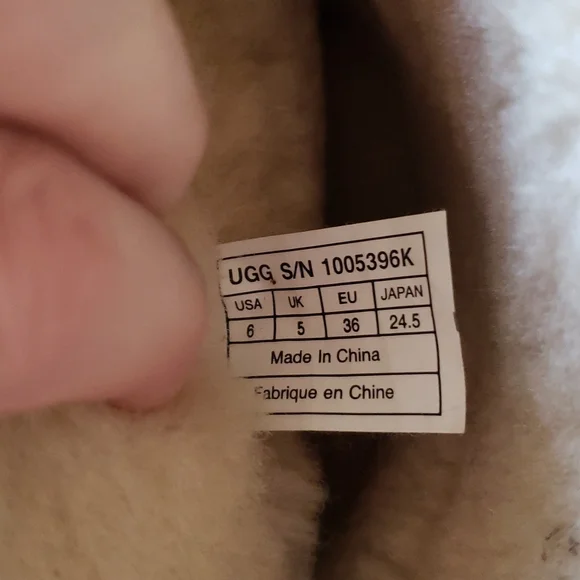 UGG S/N 1005396K
USA UK EU JAPAN
6 5 36 24.5
Made In China
Fabrique en Chine